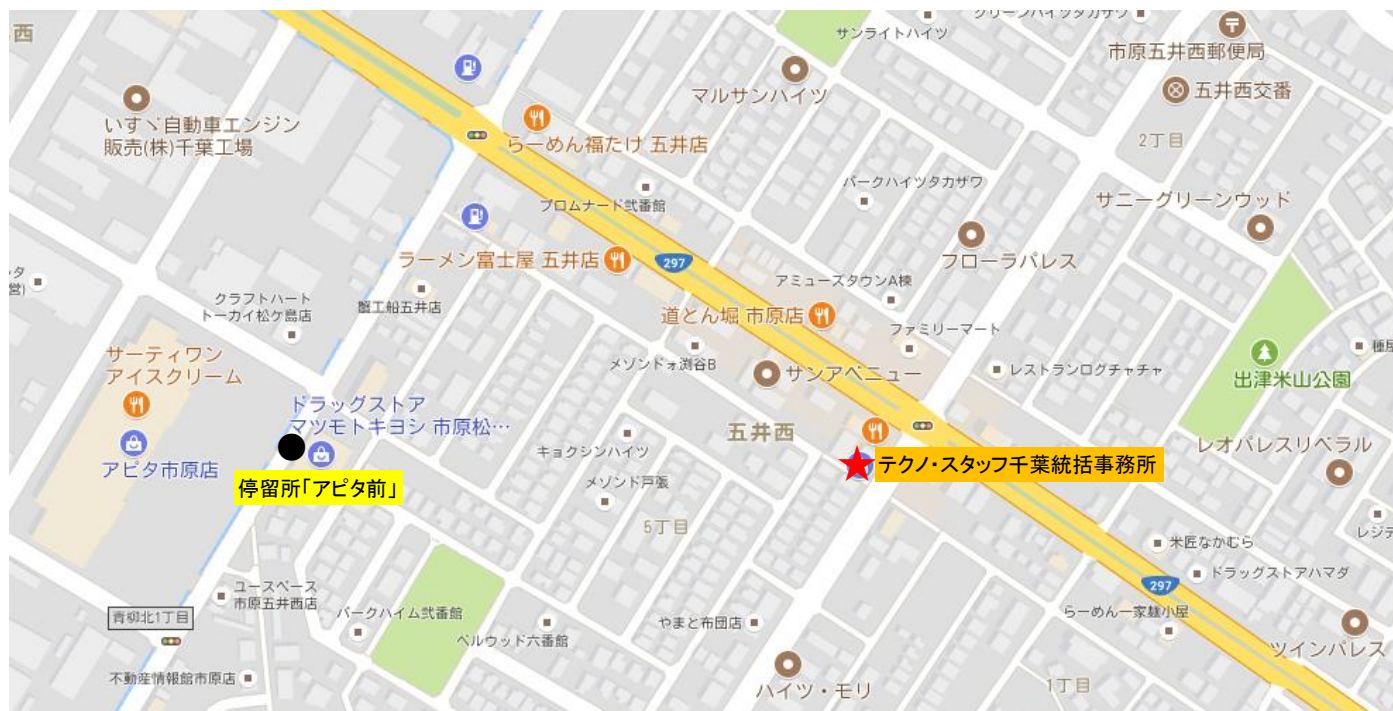 西
グリーンハイツタカサワ
サンライトハイツ
市原五井西郵便局
五井西交番
マルサンハイツ
いすゞ自動車エンジン
販売(株)千葉工場
らーめん福たけ 五井店
2丁目
パークハイツタカザワ
プロムナード弐番館
サニーグリーンウッド
ラーメン富士屋 五井店
297
フローラパレス
アミューズタウンA棟
クラフトハート
トーカイ松ケ島店
蟹工船五井店
道とん堀 市原店
ファミリーマート
サーティワン
アイスクリーム
メゾンドォ渕谷B
サンアベニュー
レストランログチャチャ
出津米山公園
ドラッグストア
マツモトキヨシ 市原松…
五井西
キョクシンハイツ
レオパレスリベラル
アピタ市原店
停留所「アピタ前」
テクノ・スタッフ千葉統括事務所
メゾンド戸張
5丁目
米匠なかむら
ドラッグストアハマダ
297
ユースペース
市原五井西店
青柳北1丁目
パークハイム弐番館
ベルウッド六番館
やまと布団店
らーめん一家麺小屋
ツインパレス
不動産情報館市原店
ハイツ・モリ
1丁目